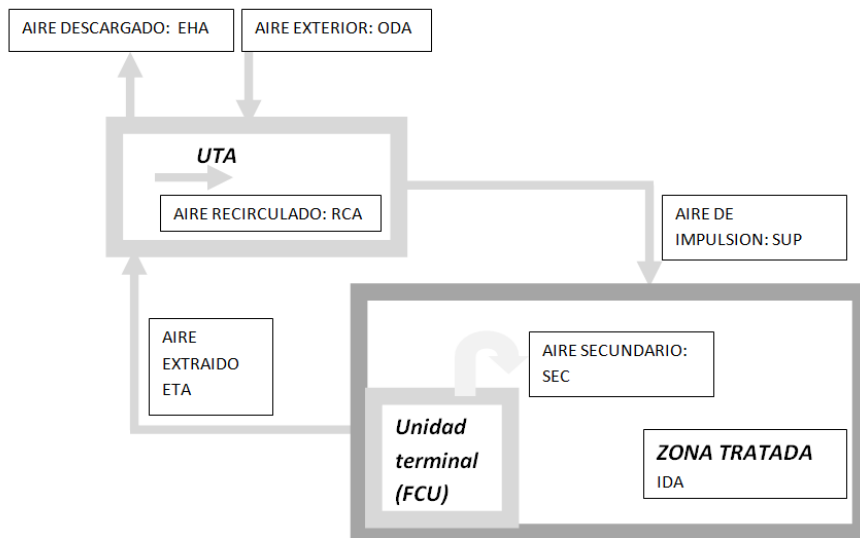 AIRE DESCARGADO: EHA
AIRE EXTERIOR: ODA
UTA
AIRE RECIRCULADO: RCA
AIRE DE
IMPULSION: SUP
AIRE
EXTRAIDO
ETA
AIRE SECUNDARIO:
SEC
Unidad
terminal
(FCU)
ZONA TRATADA
IDA